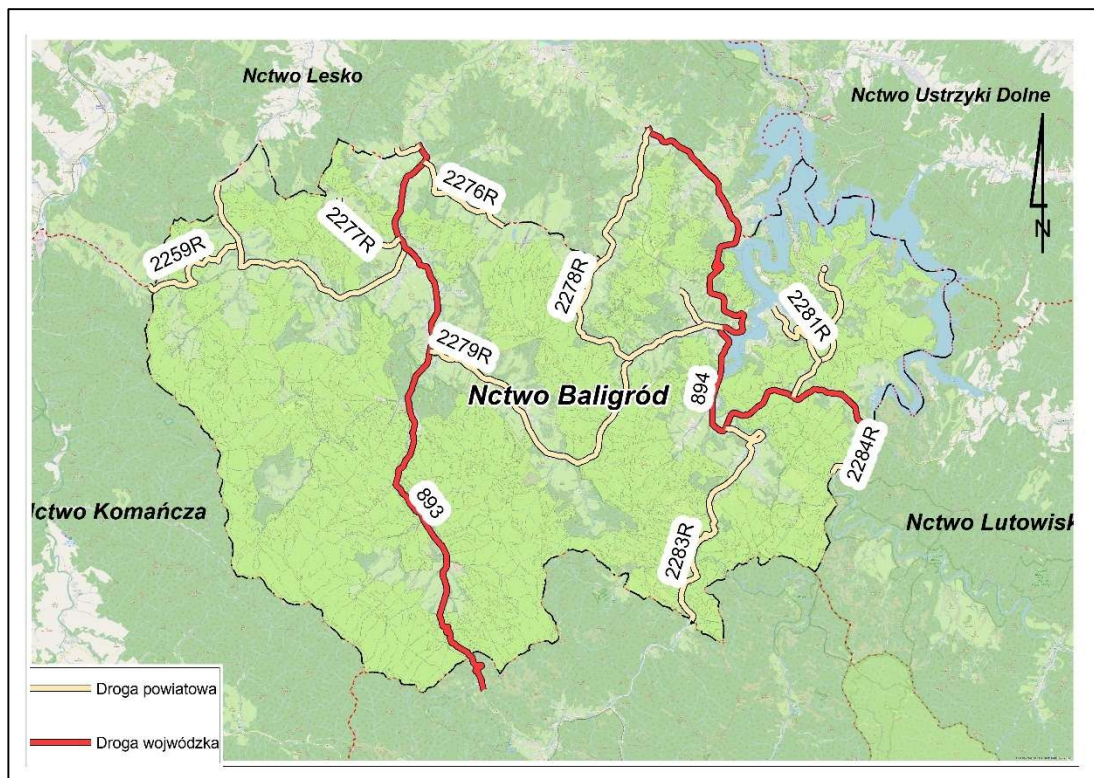 Nctwo Lesko
Nctwo Ustrzyki Dolne
N
2276R
2277R
2259R
2278R
2281R
2279R
Nctwo Baligród
894
2284R
893
Nctwo Komańcza
Nctwo Lutowisk
2283R
Droga powiatowa
Droga wojwódzka